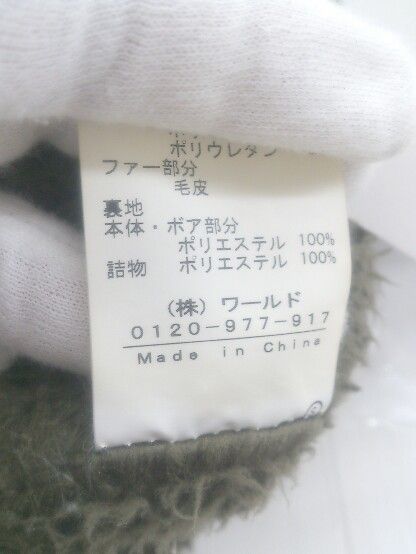 ポリウレタン
ファー部分
毛皮
裏地
本体・ボア部分
ポリエステル 100%
詰物 ポリエステル 100%
(株) ワールド
0120-977-917
Made in China